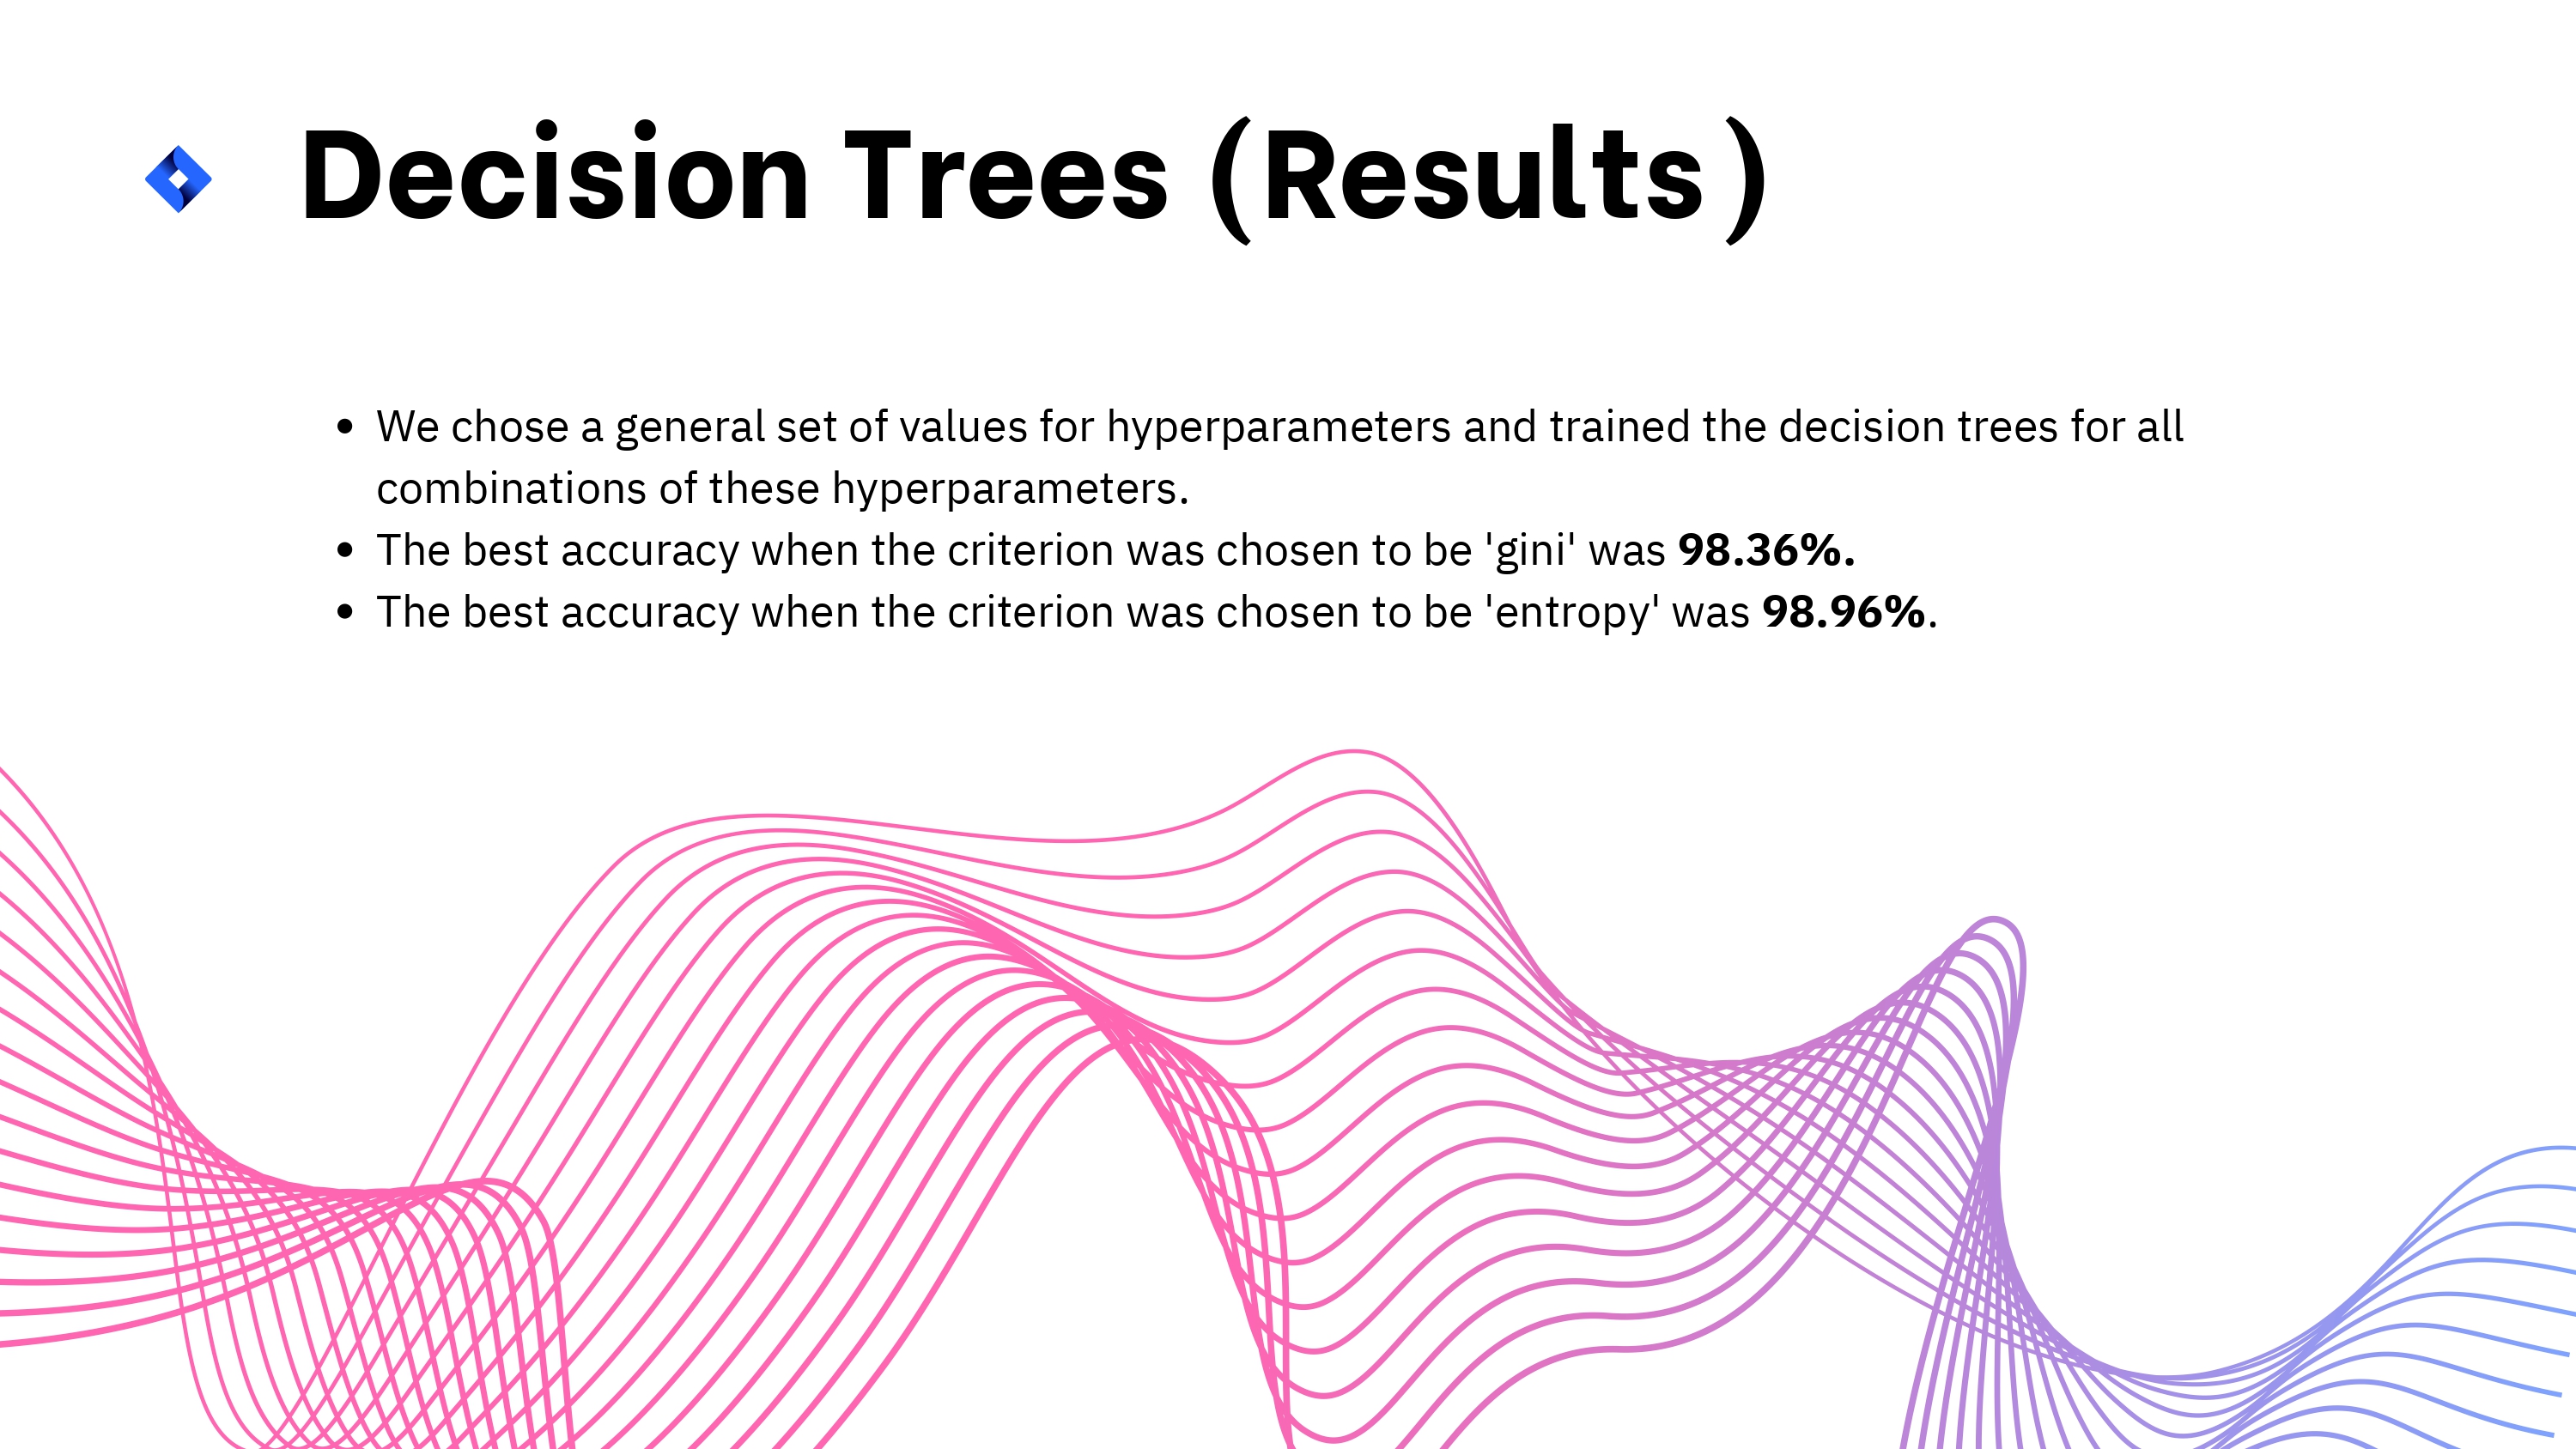 Decision Trees (Results)
• We chose a general set of values for hyperparameters and trained the decision trees for all
combinations of these hyperparameters.
• The best accuracy when the criterion was chosen to be 'gini' was 98.36%.
• The best accuracy when the criterion was chosen to be 'entropy' was 98.96%.